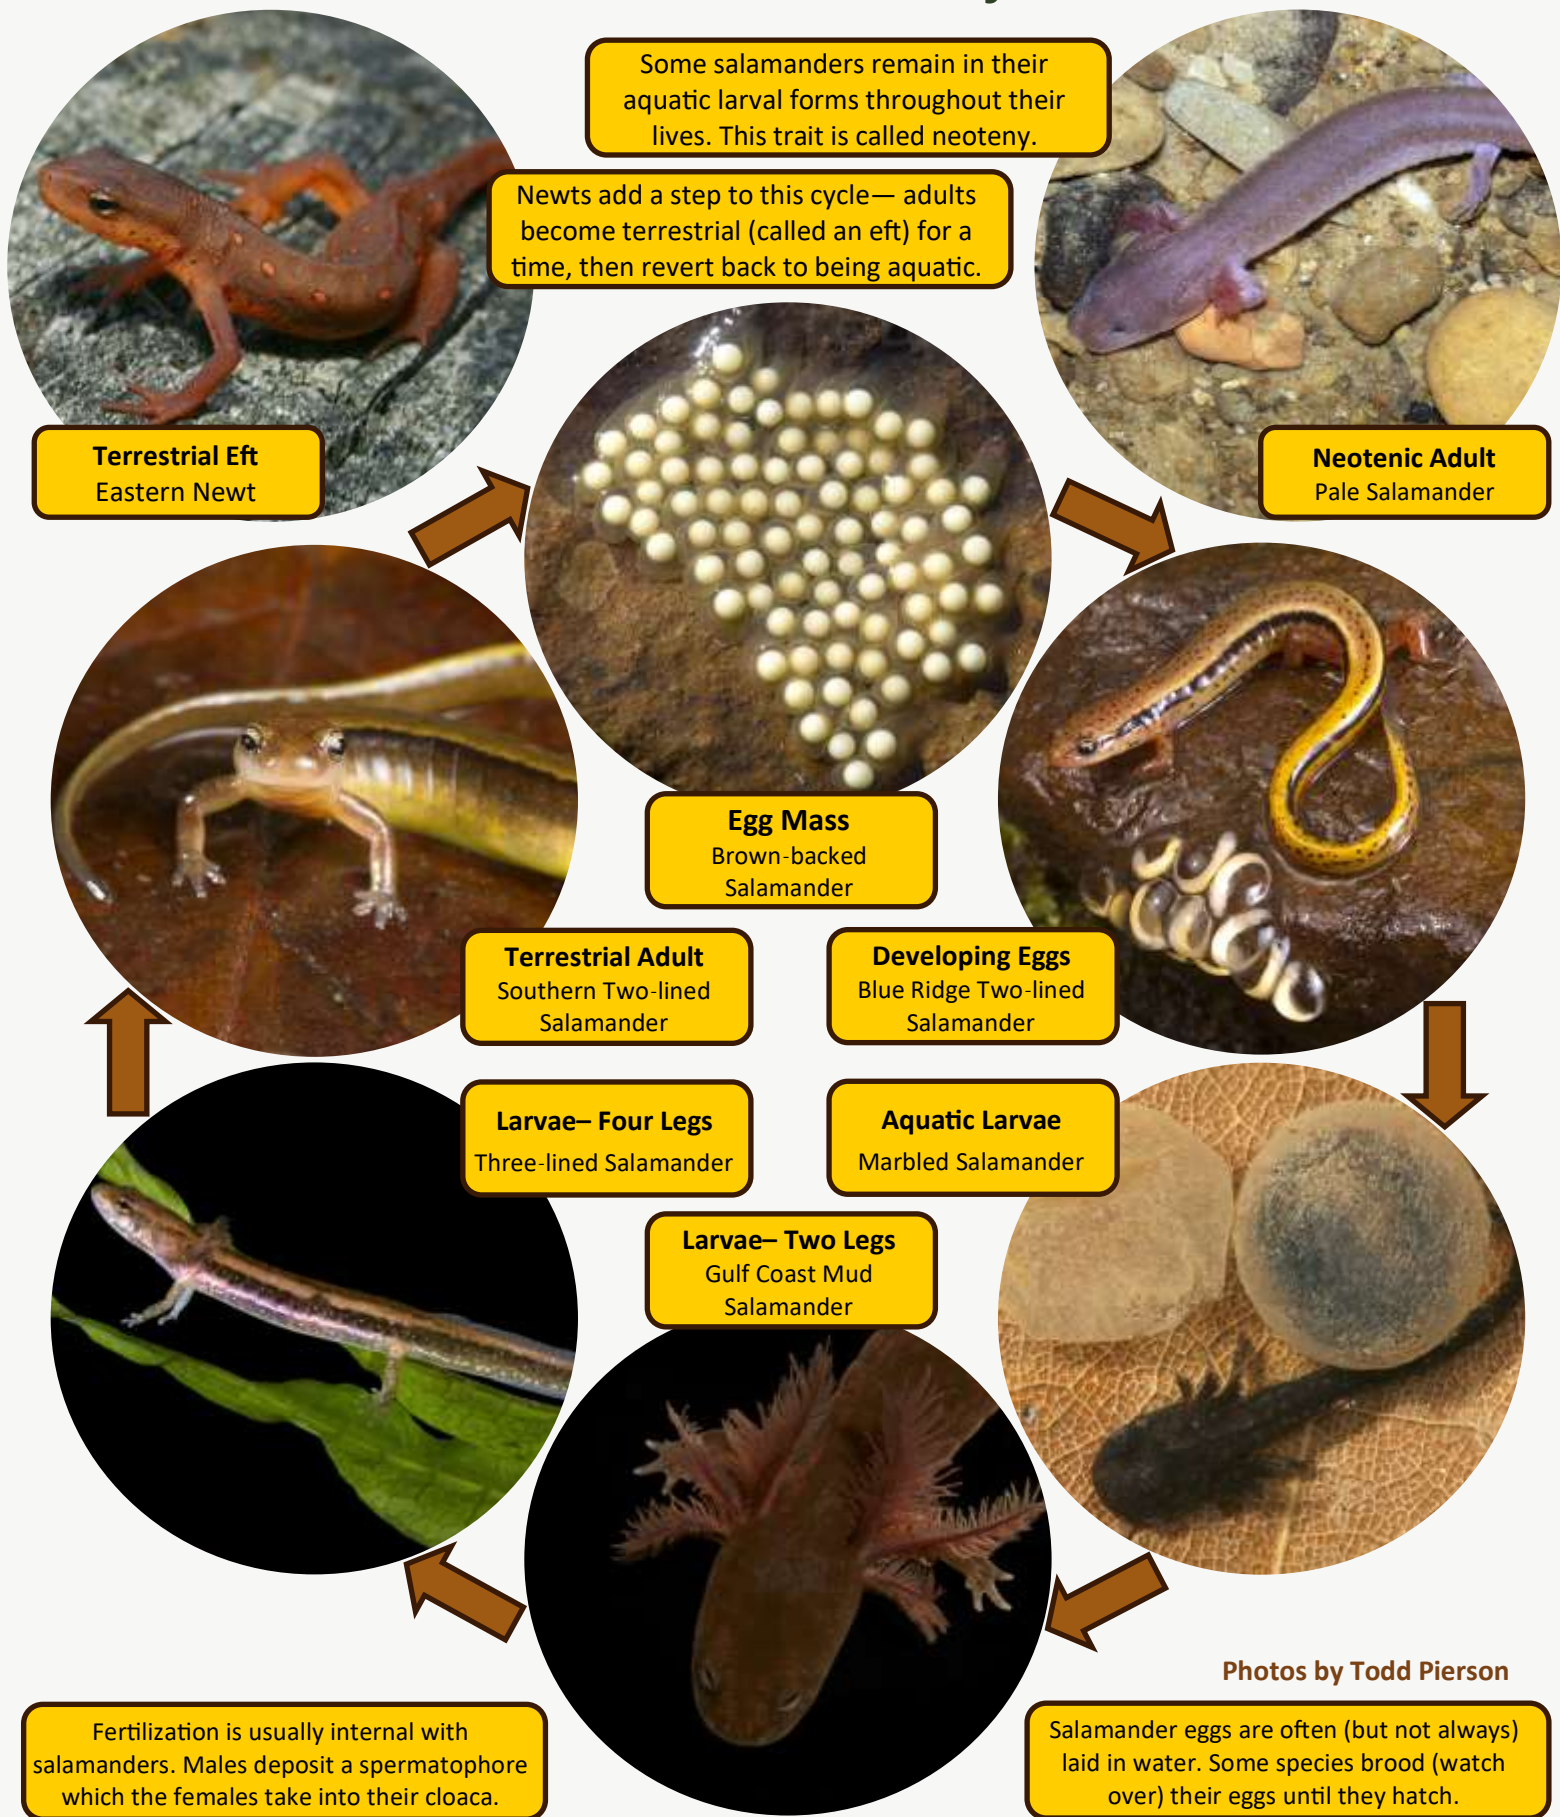 Some salamanders remain in their
aquatic larval forms throughout their
lives. This trait is called neoteny.
Newts add a step to this cycle— adults
become terrestrial (called an eft) for a
time, then revert back to being aquatic.
Terrestrial Eft
Eastern Newt
Neotenic Adult
Pale Salamander
Egg Mass
Brown-backed
Salamander
Terrestrial Adult
Southern Two-lined
Salamander
Developing Eggs
Blue Ridge Two-lined
Salamander
Larvae– Four Legs
Three-lined Salamander
Aquatic Larvae
Marbled Salamander
Larvae– Two Legs
Gulf Coast Mud
Salamander
Photos by Todd Pierson
Fertilization is usually internal with
salamanders. Males deposit a spermatophore
which the females take into their cloaca.
Salamander eggs are often (but not always)
laid in water. Some species brood (watch
over) their eggs until they hatch.